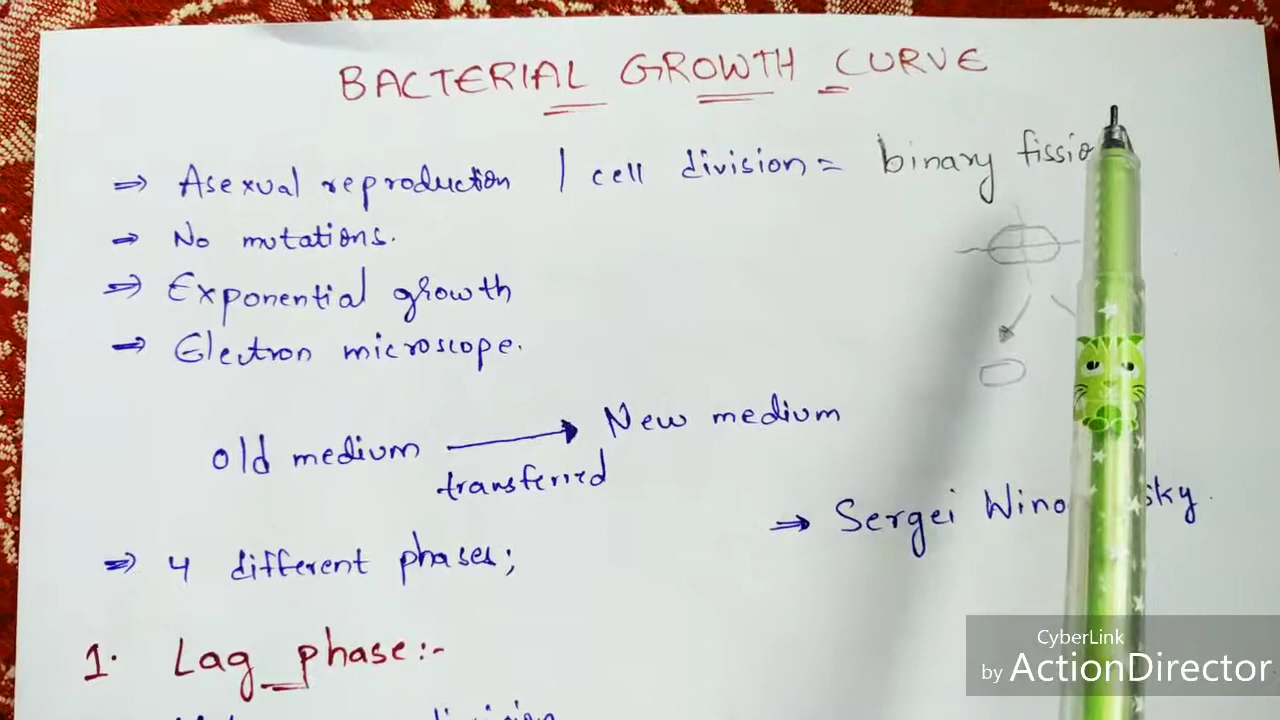 BACTERIAL GROWTH CURVE
⇒ Asexual reproduction / cell division = binary
→ No mutations.
⇒ Exponential growth
→ Electron microscope.
old medium → New medium
transferred
⇒ Sergei
⇒ 4 different phases;
1. Lag phase:-
division
CyberLink
by ActionDirector